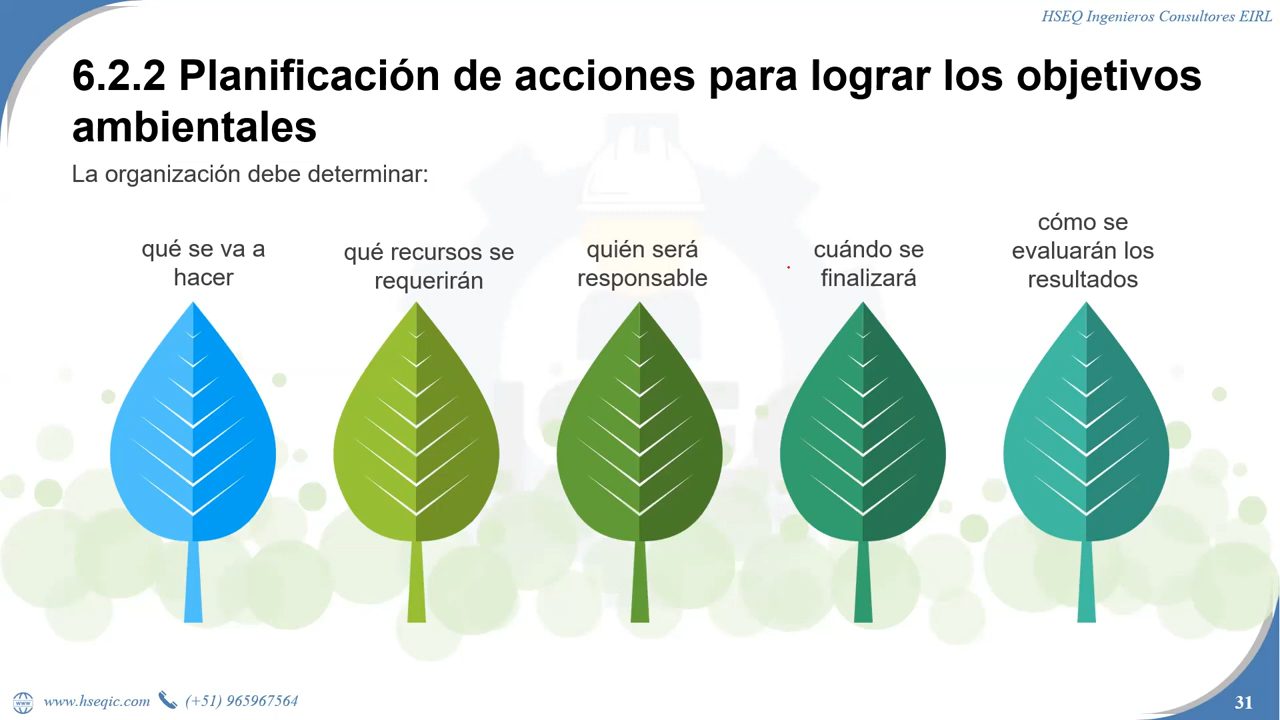 HSEQ Ingenieros Consultores EIRL
6.2.2 Planificación de acciones para lograr los objetivos
ambientales
La organización debe determinar:
qué se va a
hacer
qué recursos se
requerirán
quién será
responsable
cuándo se
finalizará
cómo se
evaluarán los
resultados
www.hseqic.com (+51) 965967564
31